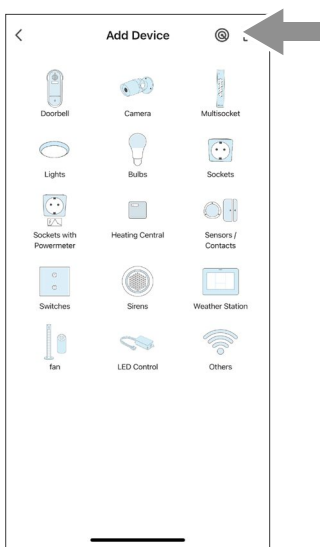 Add Device
Doorbell
Camera
Multisocket
Lights
Bulbs
Sockets
Sockets with
Powermeter
Heating Central
Sensors /
Contacts
Switches
Sirens
Weather Station
fan
LED Control
Others